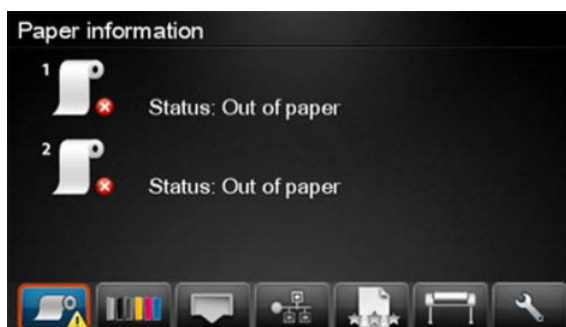 Paper information
1
Status: Out of paper
2
Status: Out of paper